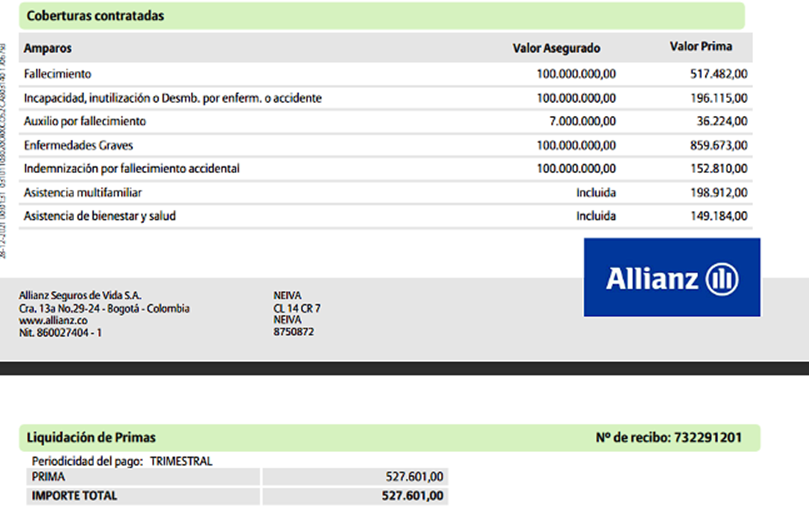 Coberturas contratadas
Amparos Valor Asegurado Valor Prima
Fallecimiento 100.000.000,00 517.482,00
Incapacidad, inutilización o Desmb. por enferm. o accidente 100.000.000,00 196.115,00
Auxilio por fallecimiento 7.000.000,00 36.224,00
Enfermedades Graves 100.000.000,00 859.673,00
Indemnización por fallecimiento accidental 100.000.000,00 152.810,00
Asistencia multifamiliar Incluida 198.912,00
Asistencia de bienestar y salud Incluida 149.184,00
Allianz
Allianz Seguros de Vida S.A. NEIVA
Cra. 13a No.29-24 - Bogotá - Colombia CL 14 CR 7
www.allianz.co NEIVA
Nit. 860027404 - 1 8750872
Liquidación de Primas Nº de recibo: 732291201
Periodicidad del pago: TRIMESTRAL
PRIMA 527.601,00
IMPORTE TOTAL 527.601,00